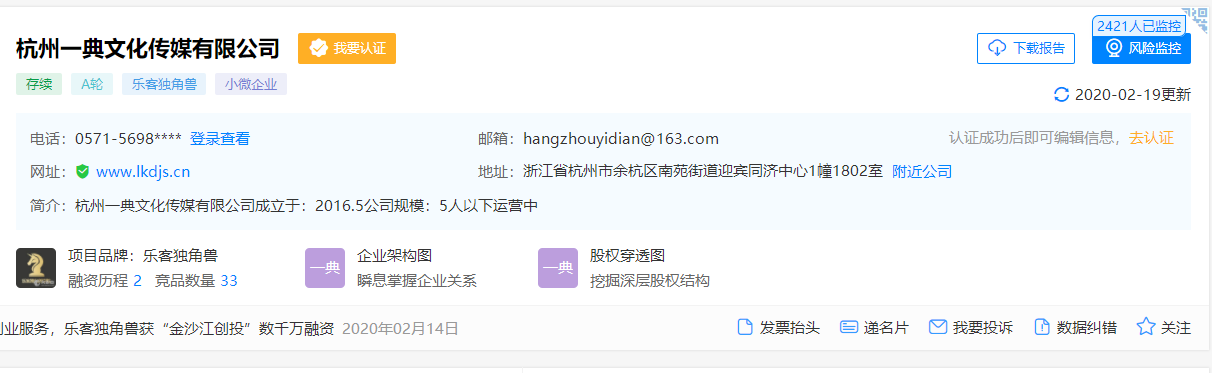 2421人已监控
杭州一典文化传媒有限公司 我要认证 下载报告 风险监控
存续 A轮 乐客独角兽 小微企业
2020-02-19更新
电话：0571-5698**** 登录查看 邮箱：hangzhouyidian@163.com 认证成功后即可编辑信息，去认证
网址： www.lkdjs.cn 地址：浙江省杭州市余杭区南苑街道迎宾同济中心1幢1802室 附近公司
简介：杭州一典文化传媒有限公司成立于：2016.5公司规模：5人以下运营中
项目品牌：乐客独角兽 一典 企业架构图 一典 股权穿透图
融资历程 2 竞品数量 33 瞬息掌握企业关系 挖掘深层股权结构
业服务，乐客独角兽获“金沙江创投”数千万融资 2020年02月14日 发票抬头 递名片 我要投诉 数据纠错 关注